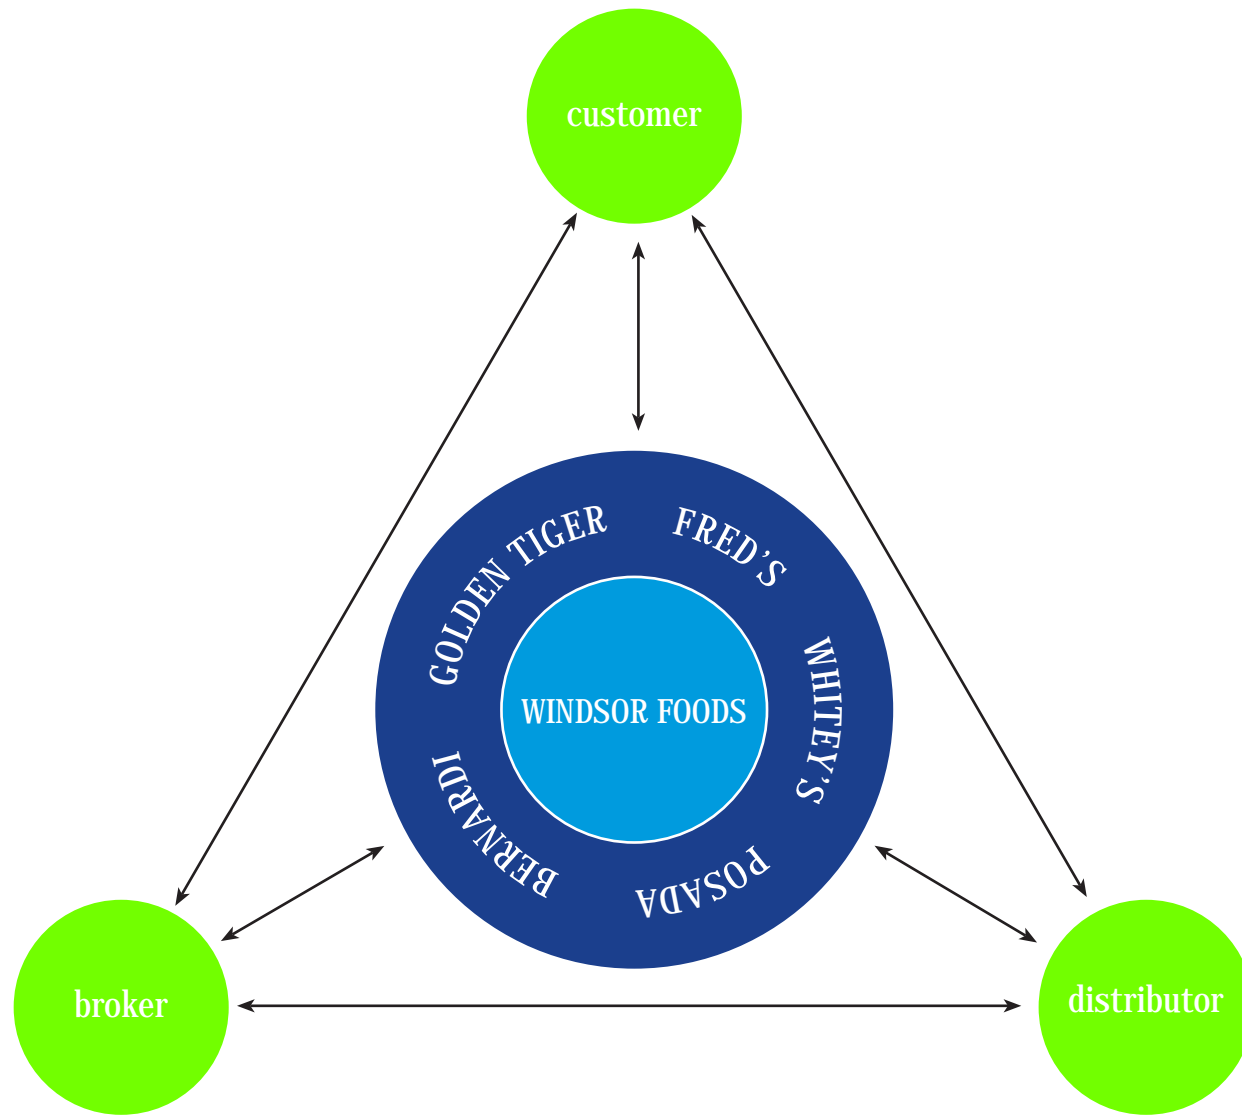 customer
GOLDEN TIGER
FRED'S
WHITEY'S
POSADA
BERNARDI
WINDSOR FOODS
broker
distributor